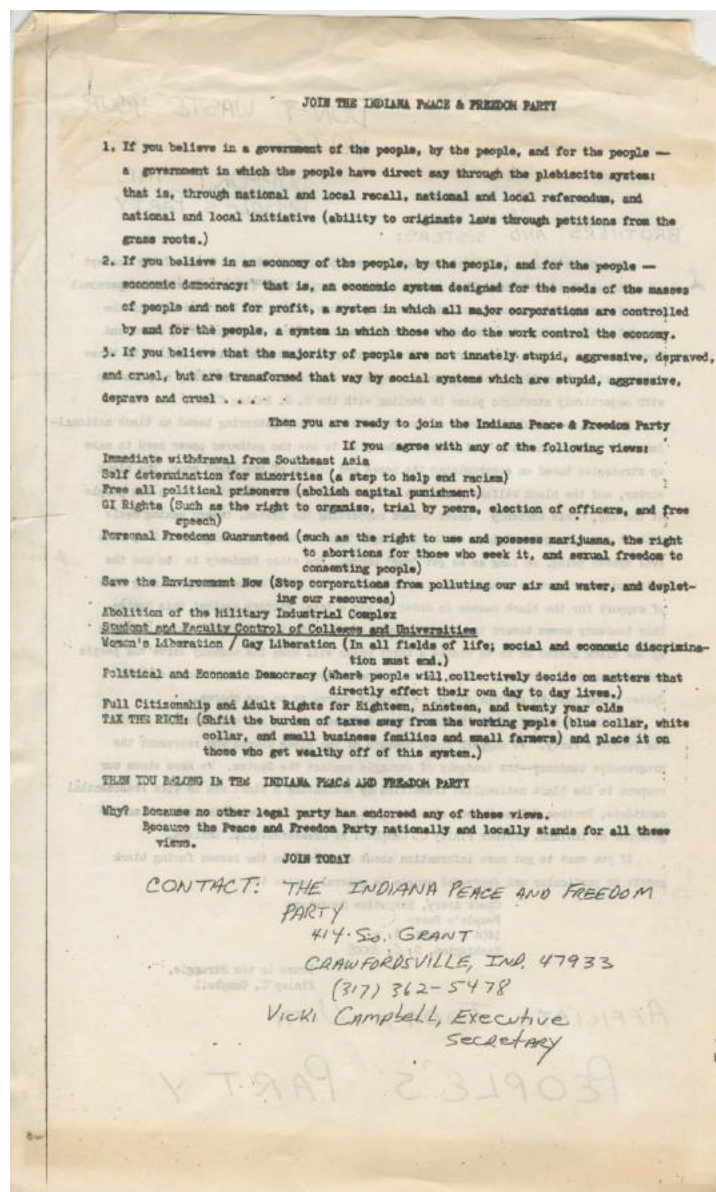 JOIN THE INDIANA PEACE & FREEDOM PARTY
1. If you believe in a government of the people, by the people, and for the people —
a government in which the people have direct say through the plebiscite system:
that is, through national and local recall, national and local referendum, and
national and local initiative (ability to originate laws through petitions from the
grass roots.)
2. If you believe in an economy of the people, by the people, and for the people —
economic democracy: that is, an economic system designed for the needs of the masses
of people and not for profit, a system in which all major corporations are controlled
by and for the people, a system in which those who do the work control the economy.
3. If you believe that the majority of people are not innately stupid, aggressive, depraved,
and cruel, but are transformed that way by social systems which are stupid, aggressive,
deprave and cruel . . . .
Then you are ready to join the Indiana Peace & Freedom Party
If you agree with any of the following views:
Immediate withdrawal from Southeast Asia
Self determination for minorities (a step to help end racism)
Free all political prisoners (abolish capital punishment)
GI Rights (Such as the right to organize, trial by peers, election of officers, and free
speech)
Personal Freedoms Guaranteed (such as the right to use and possess marijuana, the right
to abortions for those who seek it, and sexual freedom to
consenting people)
Save the Environment Now (Stop corporations from polluting our air and water, and deplet-
ing our resources)
Abolition of the Military Industrial Complex
Student and Faculty Control of Colleges and Universities
Women's Liberation / Gay Liberation (In all fields of life; social and economic discrimina-
tion must end.)
Political and Economic Democracy (Where people will collectively decide on matters that
directly effect their own day to day lives.)
Full Citizenship and Adult Rights for Eighteen, nineteen, and twenty year olds
TAX THE RICH: (Shfit the burden of taxes away from the working pople (blue collar, white
collar, and small business families and small farmers) and place it on
those who get wealthy off of this system.)
THEN YOU BELONG IN THE INDIANA PEACE AND FREEDOM PARTY
Why? Because no other legal party has endorsed any of these views.
Because the Peace and Freedom Party nationally and locally stands for all these
views.
JOIN TODAY
CONTACT: THE INDIANA PEACE AND FREEDOM
PARTY
414 So. GRANT
CRAWFORDSVILLE, IND. 47933
(317) 362-5478
Vicki Campbell, Executive
Secretary